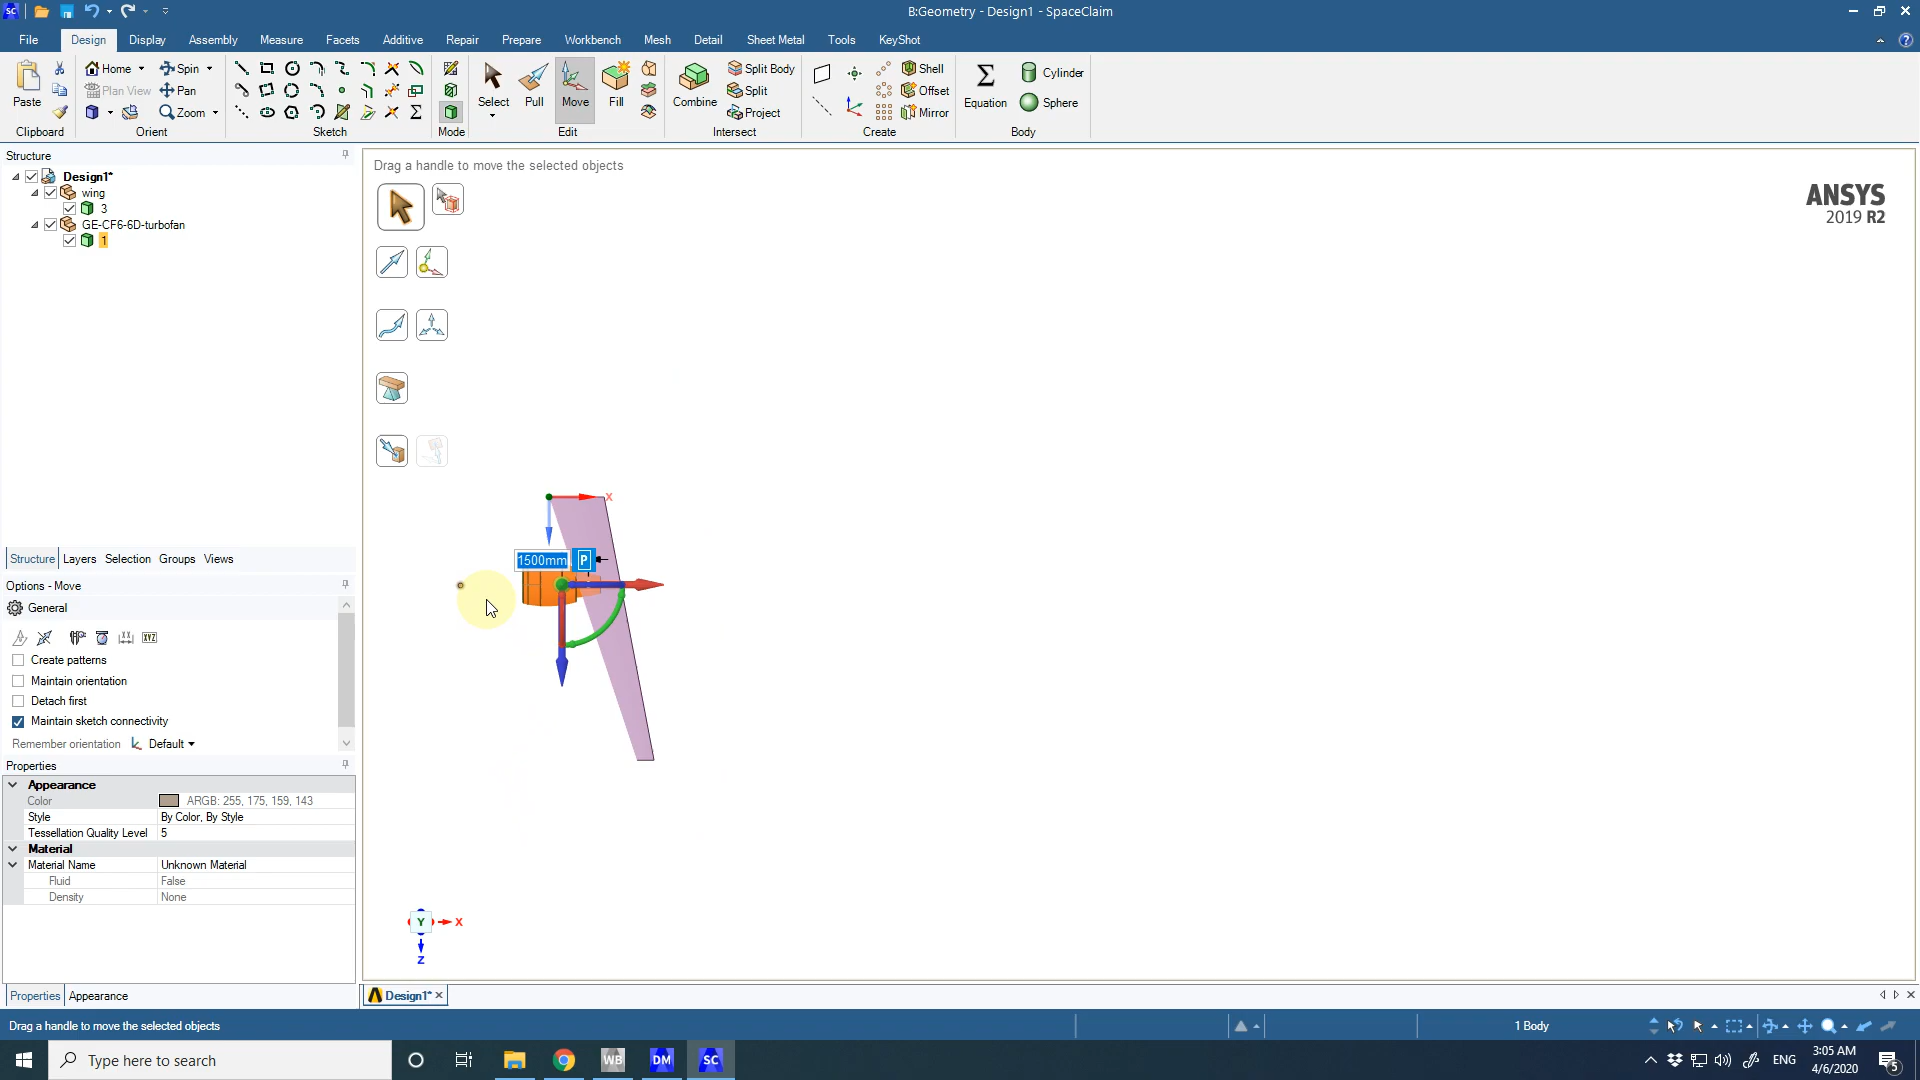 SC
B:Geometry - Design1 - SpaceClaim
File Design Display Assembly Measure Facets Additive Repair Prepare Workbench Mesh Detail Sheet Metal Tools KeyShot
Home Spin Split Body Shell Cylinder
Plan View Pan Split Offset Sphere
Zoom Project Mirror
Paste Select Pull Move Fill Combine Equation
Clipboard Orient Sketch Mode Edit Intersect Create Body
Structure
Design1*
wing
3
GE-CF6-6D-turbofan
1
Structure Layers Selection Groups Views
Options - Move
General
XYZ
Create patterns
Maintain orientation
Detach first
Maintain sketch connectivity
Remember orientation Default
Properties
Appearance
Color ARGB: 255, 175, 159, 143
Style By Color, By Style
Tessellation Quality Level 5
Material
Material Name Unknown Material
Fluid False
Density None
Properties Appearance
Drag a handle to move the selected objects
ANSYS
2019 R2
X
1500mm P
Y X
Z
Design1*
Drag a handle to move the selected objects
1 Body
Type here to search
WB DM SC
ENG
3:05 AM
4/6/2020
5